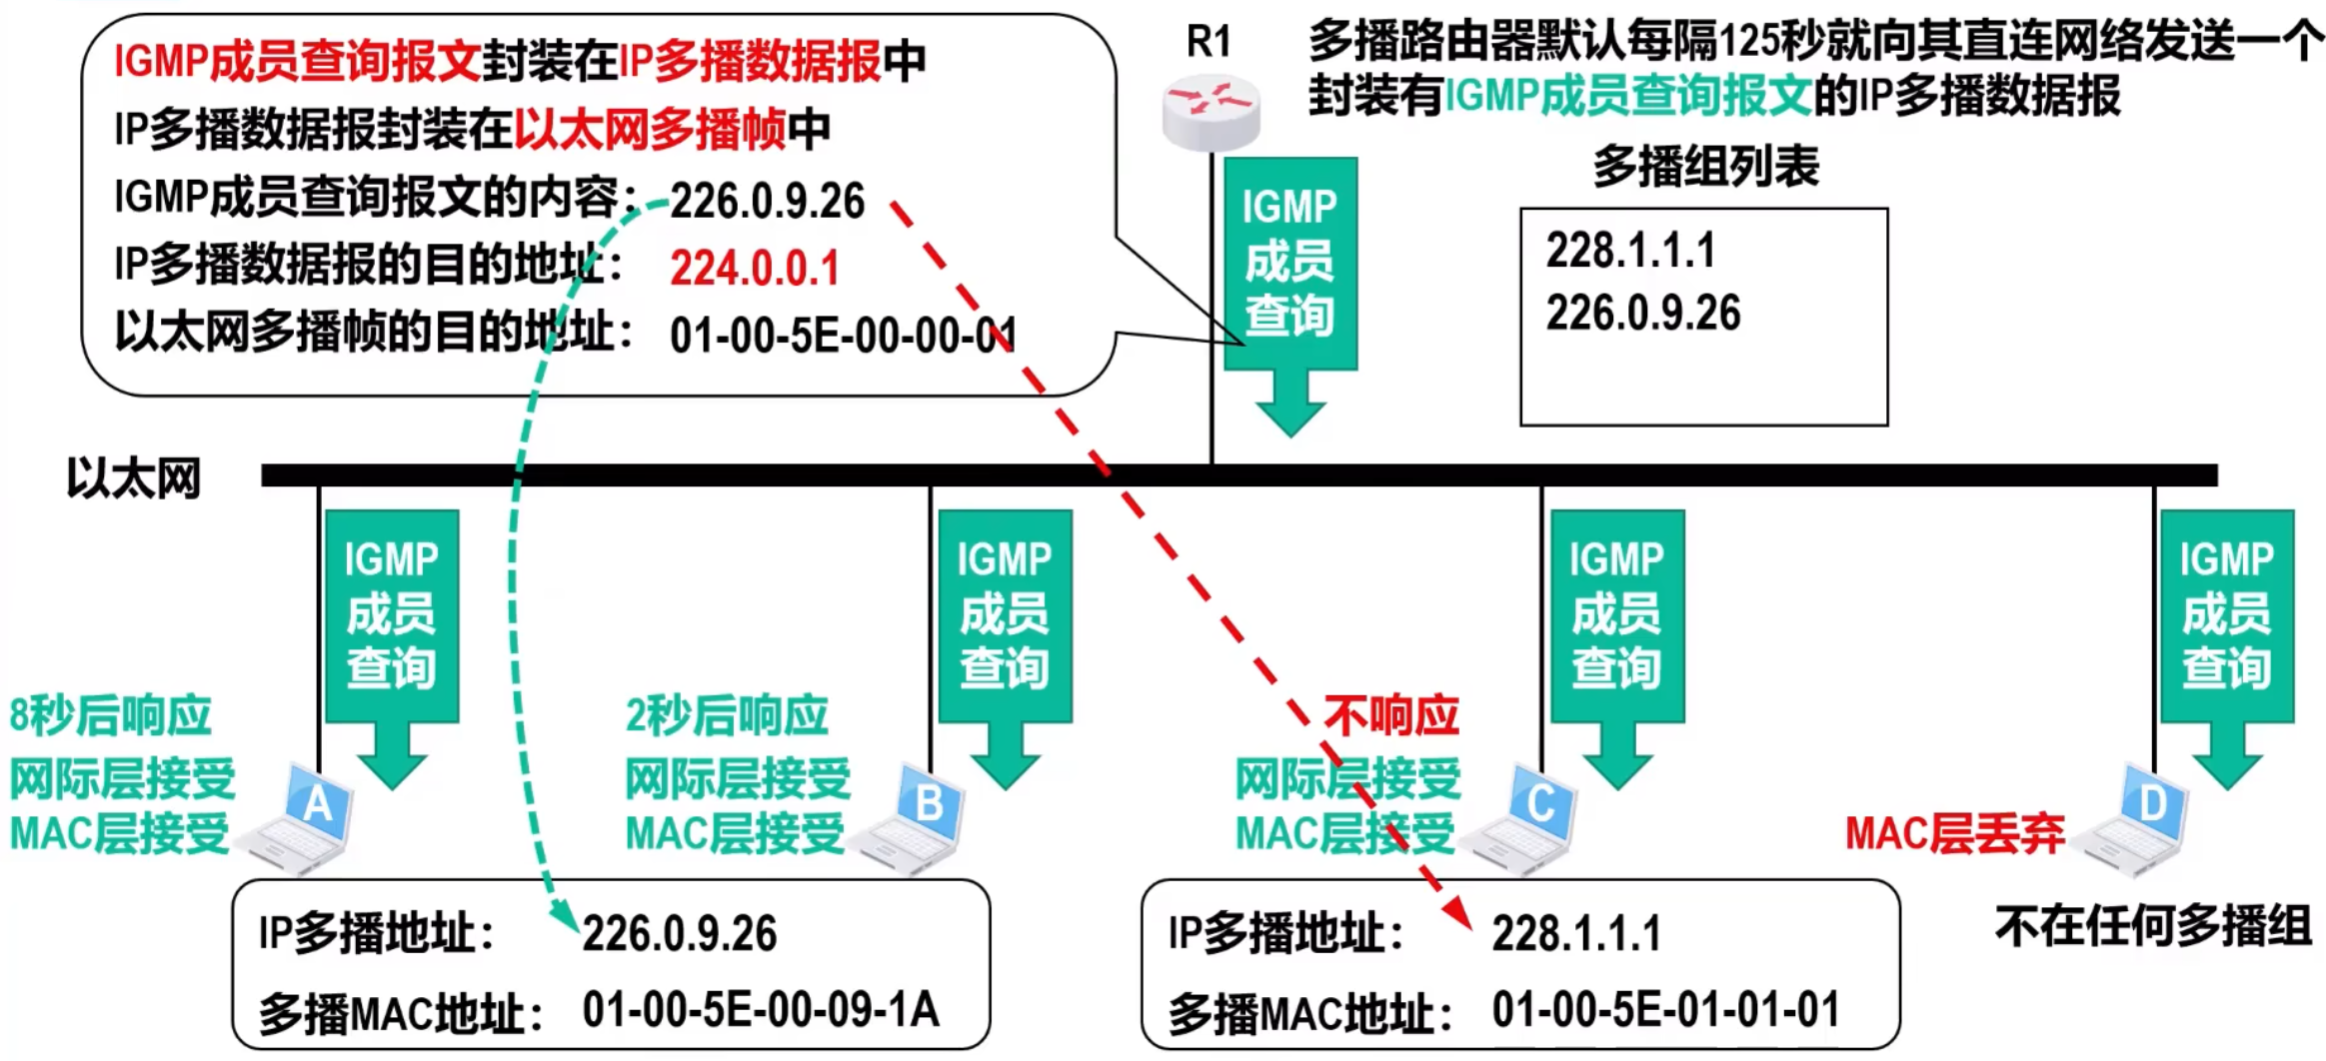 IGMP成员查询报文封装在IP多播数据报中
IP多播数据报封装在以太网多播帧中
IGMP成员查询报文的内容： 226.0.9.26
IP多播数据报的目的地址： 224.0.0.1
以太网多播帧的目的地址： 01-00-5E-00-00-01
R1
多播路由器默认每隔125秒就向其直连网络发送一个
封装有IGMP成员查询报文的IP多播数据报
多播组列表
228.1.1.1
226.0.9.26
IGMP
成员
查询
以太网
IGMP
成员
查询
8秒后响应
网际层接受
MAC层接受
A
IGMP
成员
查询
2秒后响应
网际层接受
MAC层接受
B
IGMP
成员
查询
不响应
网际层接受
MAC层接受
C
IGMP
成员
查询
MAC层丢弃
D
不在任何多播组
IP多播地址： 226.0.9.26
多播MAC地址： 01-00-5E-00-09-1A
IP多播地址： 228.1.1.1
多播MAC地址： 01-00-5E-01-01-01